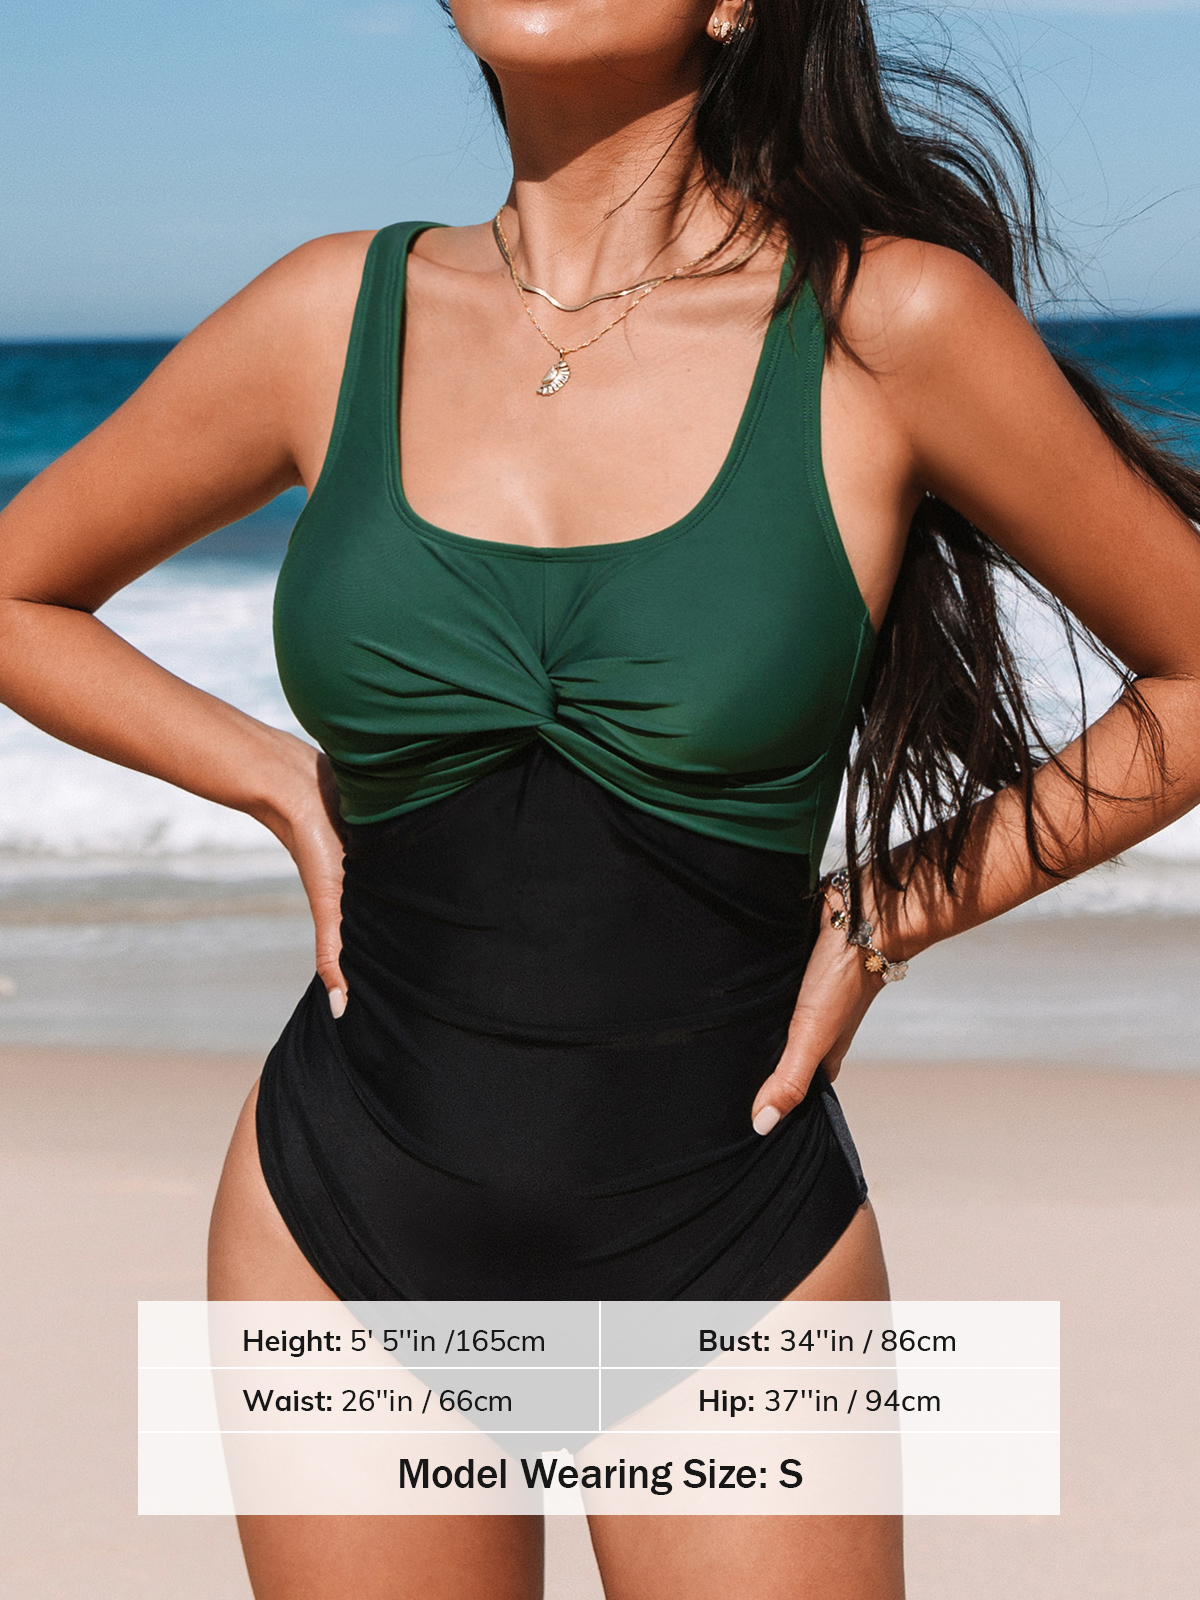 Height: 5' 5''in /165cm
Bust: 34''in / 86cm
Waist: 26''in / 66cm
Hip: 37''in / 94cm
Model Wearing Size: S